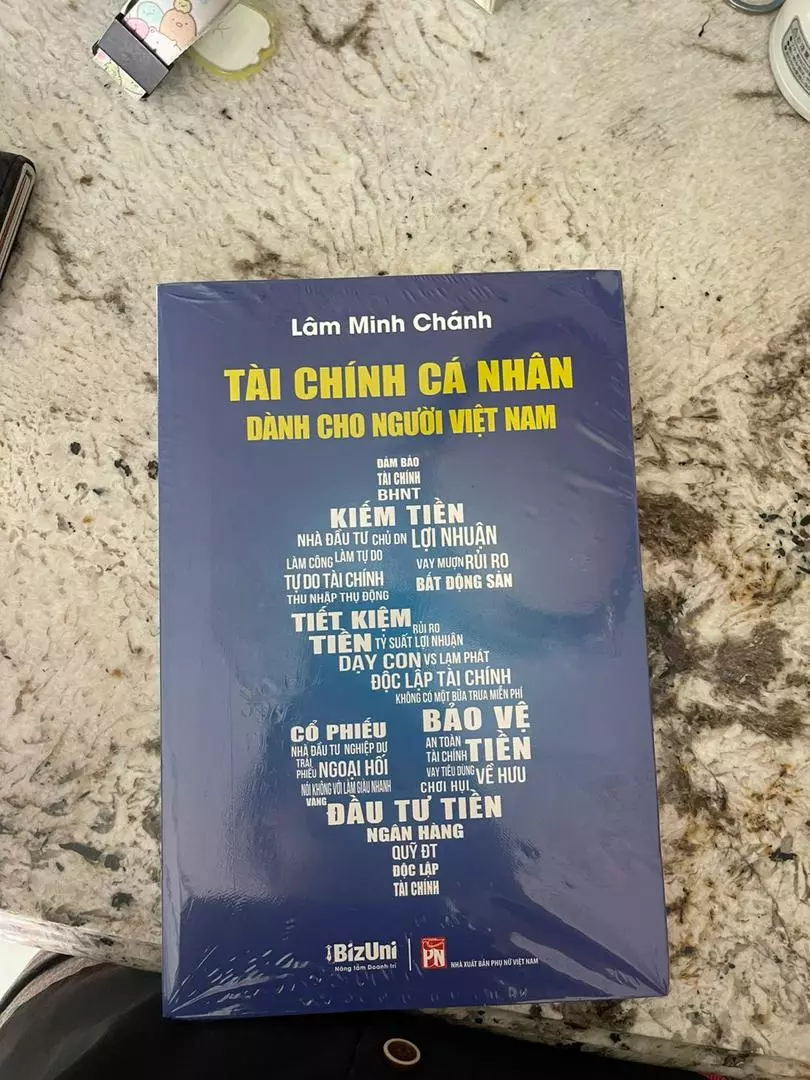 Lâm Minh Chánh
TÀI CHÍNH CÁ NHÂN
DÀNH CHO NGƯỜI VIỆT NAM
ĐẢM BẢO
TÀI CHÍNH
BHNT
KIẾM TIỀN
NHÀ ĐẦU TƯ CHỦ DN LỢI NHUẬN
LÀM CÔNG LÀM TỰ DO VAY MƯỢN RỦI RO
TỰ DO TÀI CHÍNH BẤT ĐỘNG SẢN
THU NHẬP THỤ ĐỘNG
TIẾT KIỆM RỦI RO
TIỀN TỶ SUẤT LỢI NHUẬN
DẠY CON VS LẠM PHÁT
ĐỘC LẬP TÀI CHÍNH
KHÔNG CÓ MỘT BỮA TRƯA MIỄN PHÍ
CỔ PHIẾU BẢO VỆ
NHÀ ĐẦU TƯ NGHIỆP DƯ AN TOÀN TIỀN
TRÁI PHIẾU NGOẠI HỐI TÀI CHÍNH
VAY TIÊU DÙNG VỀ HƯU
NÓI KHÔNG VỚI LÀM GIÀU NHANH CHƠI HỤI
VÀNG ĐẦU TƯ TIỀN
NGÂN HÀNG
QUỸ ĐT
ĐỘC LẬP
TÀI CHÍNH
BizUni
Nâng tầm Doanh trí
PN
NHÀ XUẤT BẢN PHỤ NỮ VIỆT NAM